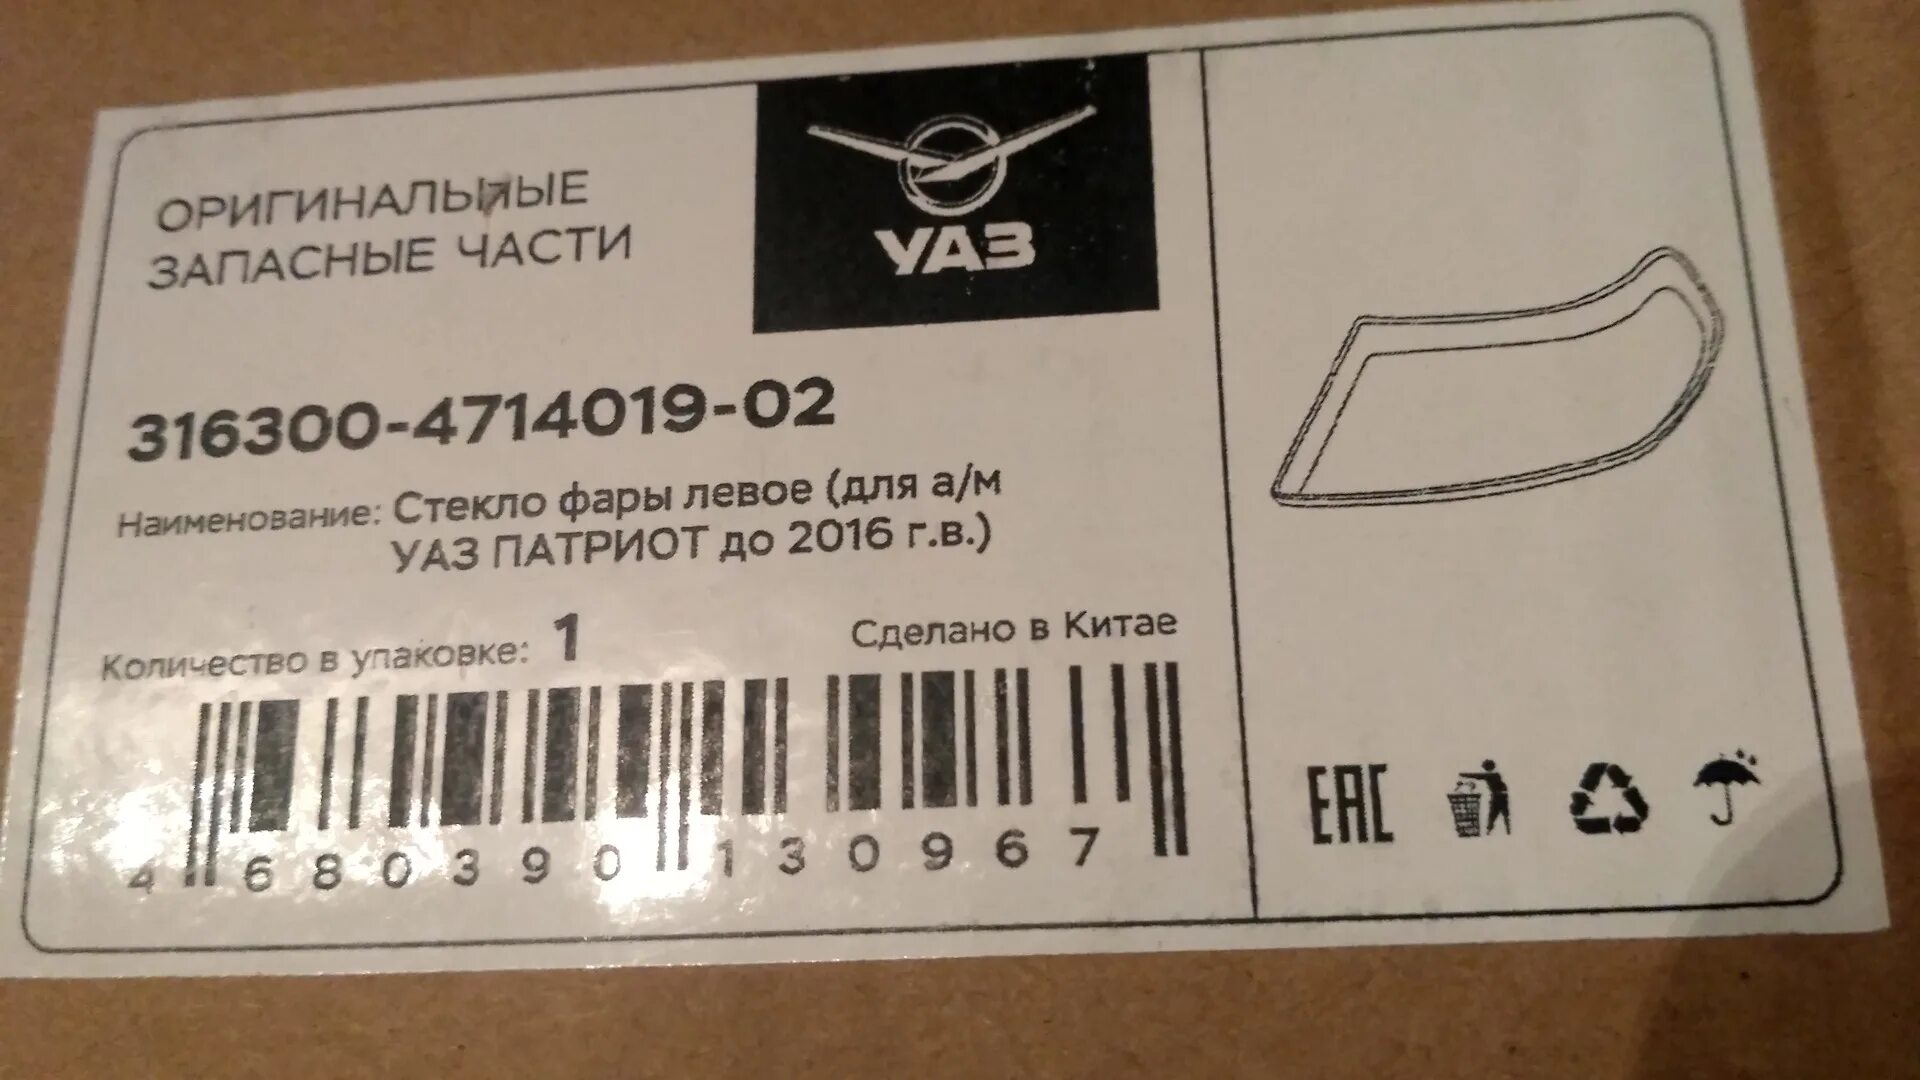 ОРИГИНАЛЬНЫЕ
ЗАПАСНЫЕ ЧАСТИ
УАЗ
316300-4714019-02
Наименование: Стекло фары левое (для а/м
УАЗ ПАТРИОТ до 2016 г.в.)
Количество в упаковке: 1
Сделано в Китае
4 680390 130967
EAC